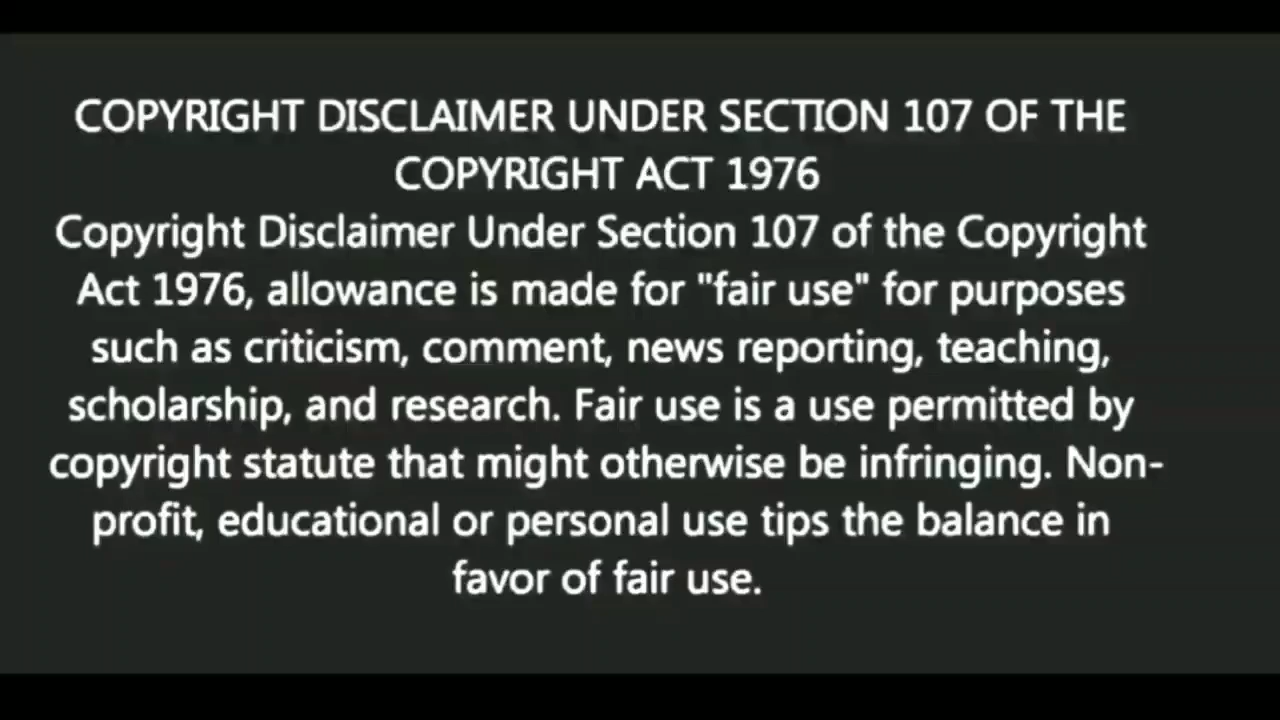 COPYRIGHT DISCLAIMER UNDER SECTION 107 OF THE
COPYRIGHT ACT 1976
Copyright Disclaimer Under Section 107 of the Copyright
Act 1976, allowance is made for "fair use" for purposes
such as criticism, comment, news reporting, teaching,
scholarship, and research. Fair use is a use permitted by
copyright statute that might otherwise be infringing. Non-
profit, educational or personal use tips the balance in
favor of fair use.